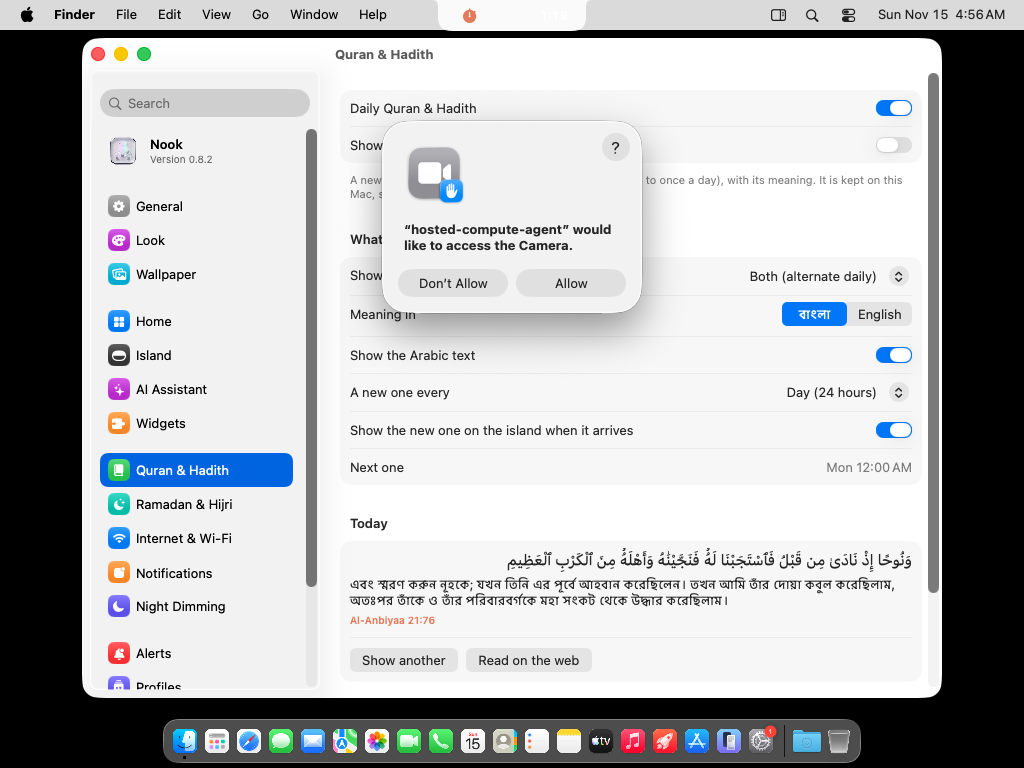 Finder File Edit View Go Window Help
Sun Nov 15 4:56 AM
Quran & Hadith
Search
Nook
Version 0.8.2
General
Look
Wallpaper
Home
Island
AI Assistant
Widgets
Quran & Hadith
Ramadan & Hijri
Internet & Wi-Fi
Notifications
Night Dimming
Alerts
Profiles
Daily Quran & Hadith
Show
?
“hosted-compute-agent” would
like to access the Camera.
Don't Allow Allow
A new to once a day), with its meaning. It is kept on this
Mac,
What
Show Both (alternate daily)
Meaning in বাংলা English
Show the Arabic text
A new one every Day (24 hours)
Show the new one on the island when it arrives
Next one Mon 12:00 AM
Today
وَنُوحًا إِذْ نَادَىٰ مِن قَبْلُ فَٱسْتَجَبْنَا لَهُۥ فَنَجَّيْنَٰهُ وَأَهْلَهُۥ مِنَ ٱلْكَرْبِ ٱلْعَظِيمِ
এবং স্মরণ করুন নূহকে; যখন তিনি এর পূর্বে আহবান করেছিলেন। তখন আমি তাঁর দোয়া কবুল করেছিলাম,
অতঃপর তাঁকে ও তাঁর পরিবারবর্গকে মহা সংকট থেকে উদ্ধার করেছিলাম।
Al-Anbiyaa 21:76
Show another Read on the web
NOV
15
tv
1